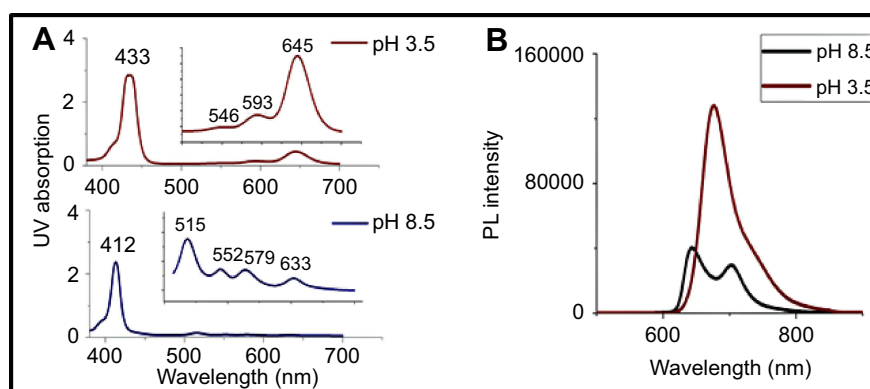 A
4
2
0
433
645
593
546
pH 3.5
400
500
600
700
UV absorption
4
2
0
412
515
552 579
633
pH 8.5
400
500
600
700
Wavelength (nm)
B
160000
80000
0
PL intensity
pH 8.5
pH 3.5
600
800
Wavelength (nm)